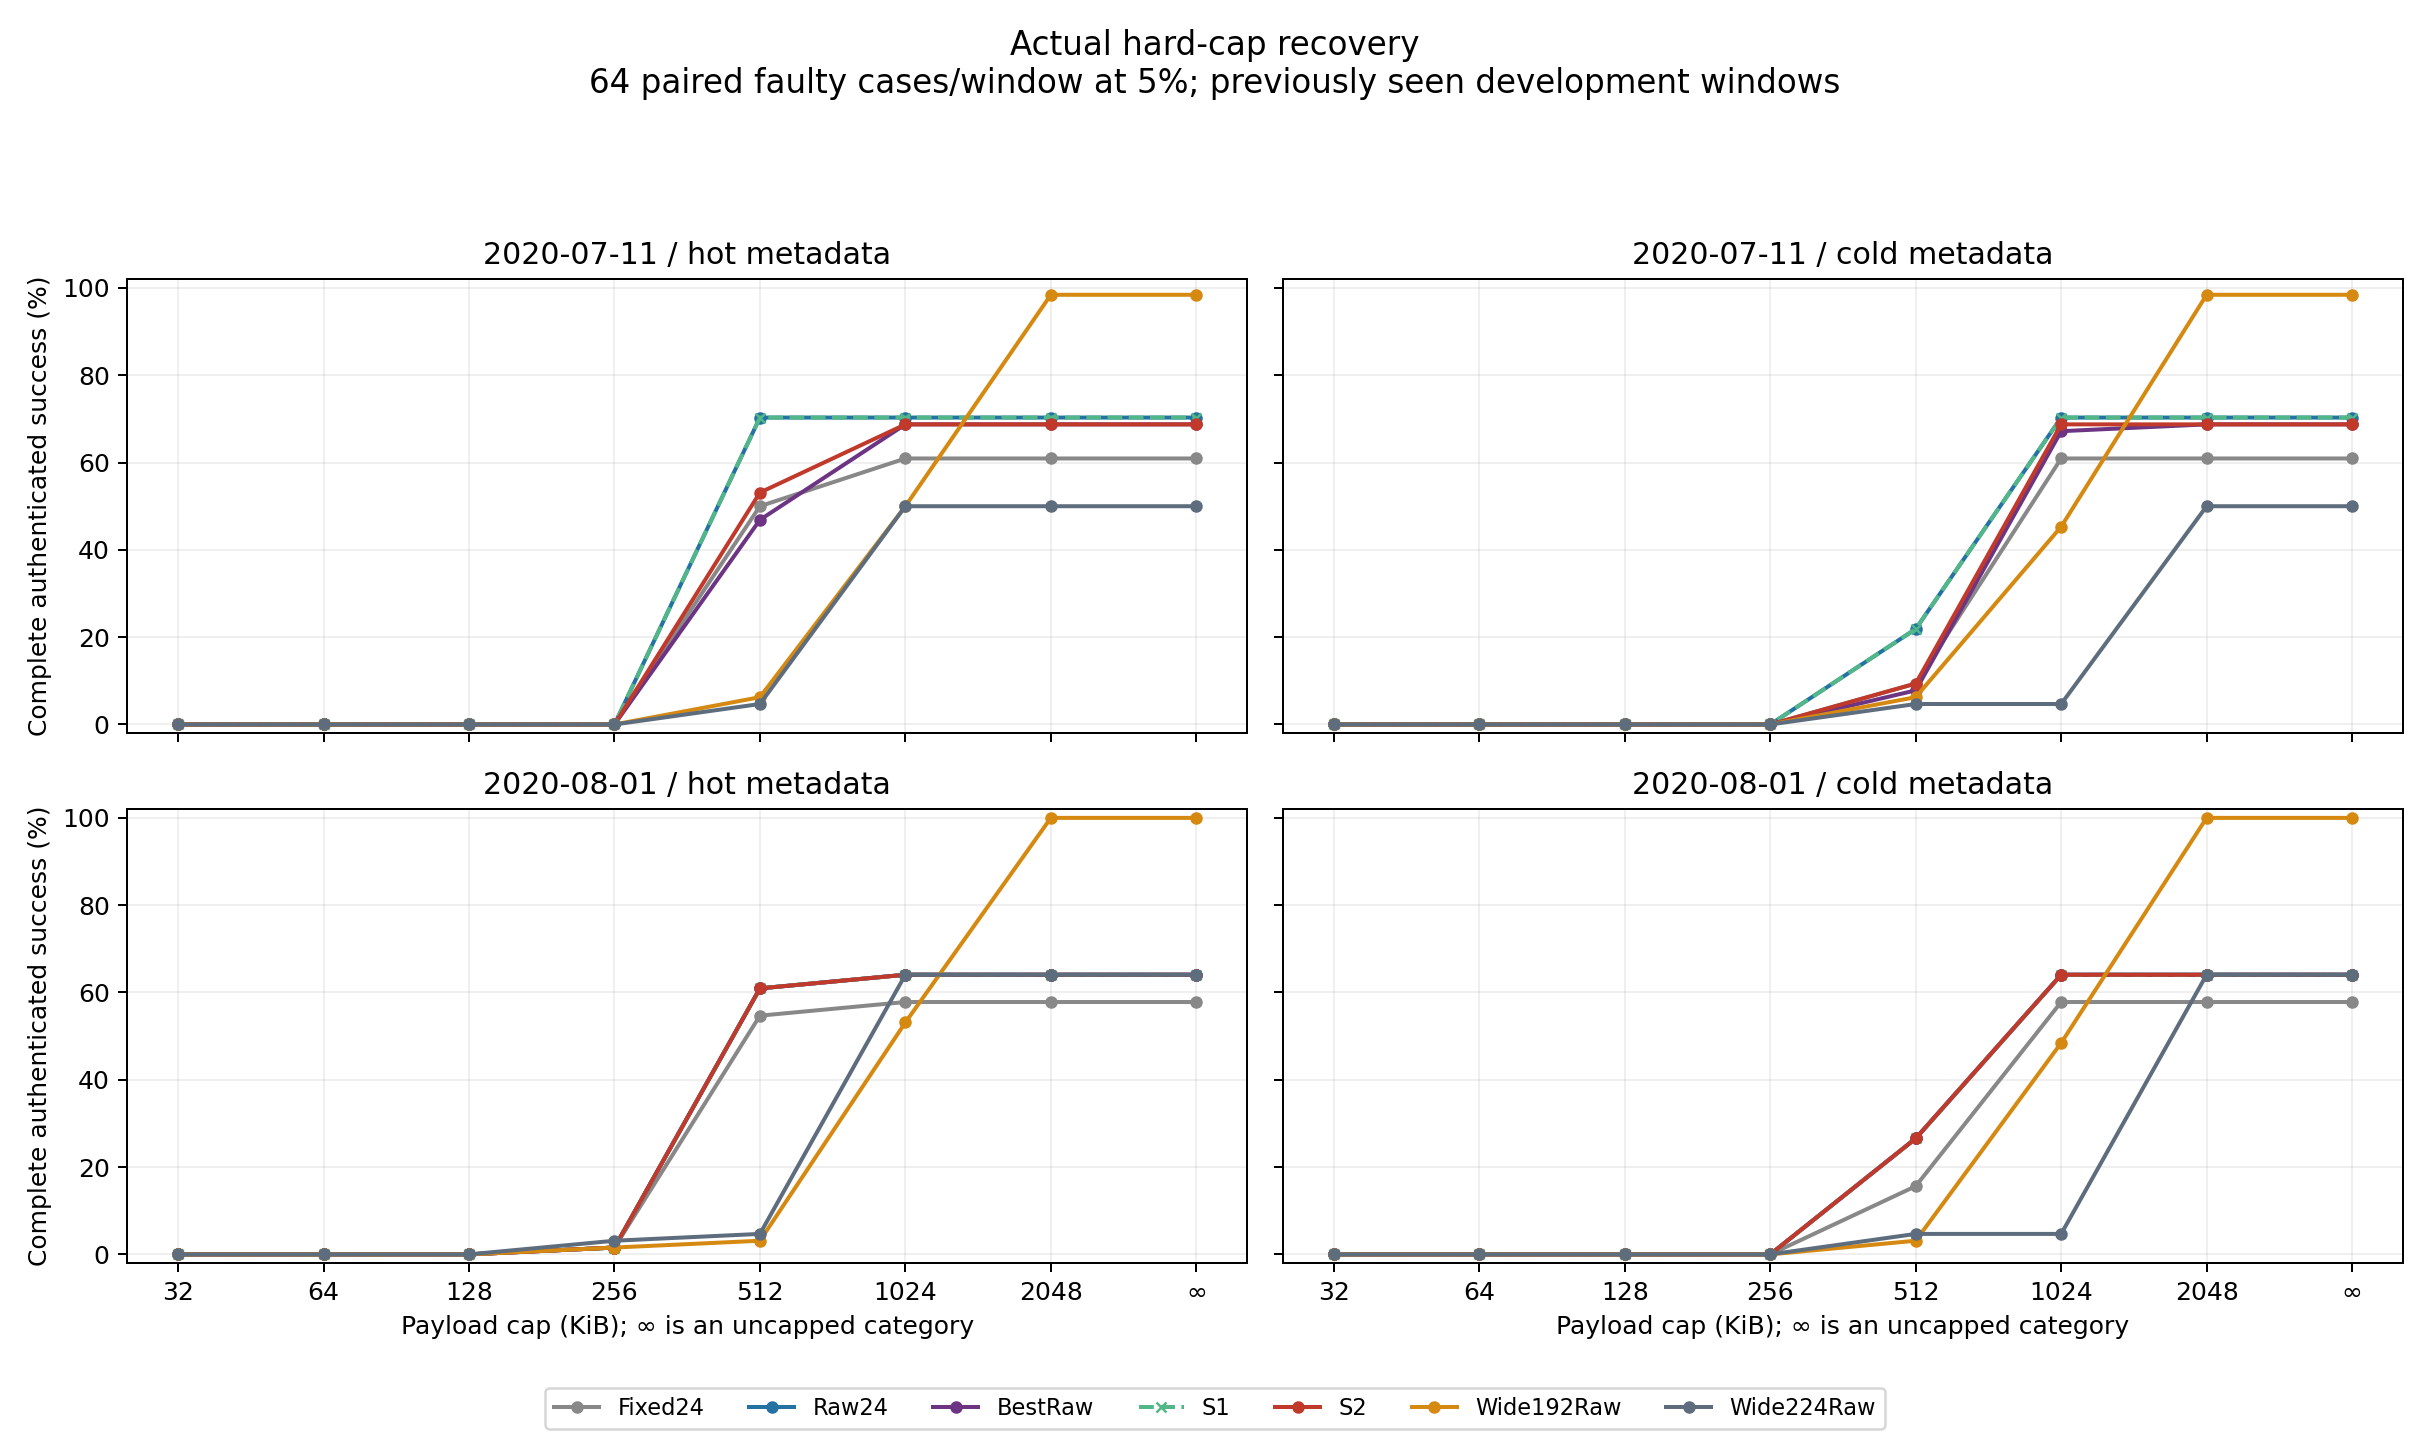 Actual hard-cap recovery
64 paired faulty cases/window at 5%; previously seen development windows
2020-07-11 / hot metadata
2020-07-11 / cold metadata
Complete authenticated success (%)
100
80
60
40
20
0
2020-08-01 / hot metadata
2020-08-01 / cold metadata
Complete authenticated success (%)
100
80
60
40
20
0
32 64 128 256 512 1024 2048 ∞
32 64 128 256 512 1024 2048 ∞
Payload cap (KiB); ∞ is an uncapped category
Payload cap (KiB); ∞ is an uncapped category
Fixed24 Raw24 BestRaw S1 S2 Wide192Raw Wide224Raw